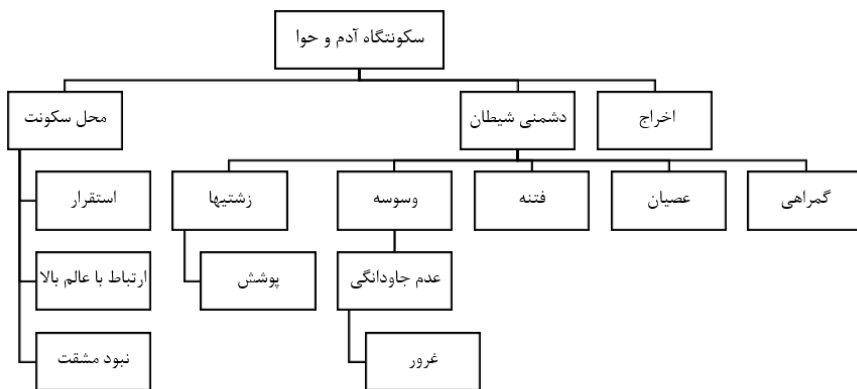 سکونتگاه آدم و حوا
اخراج
دشمنی شیطان
محل سکونت
گمراهی
عصیان
فتنه
وسوسه
زشتیها
استقرار
عدم جاودانگی
پوشش
ارتباط با عالم بالا
غرور
نبود مشقت